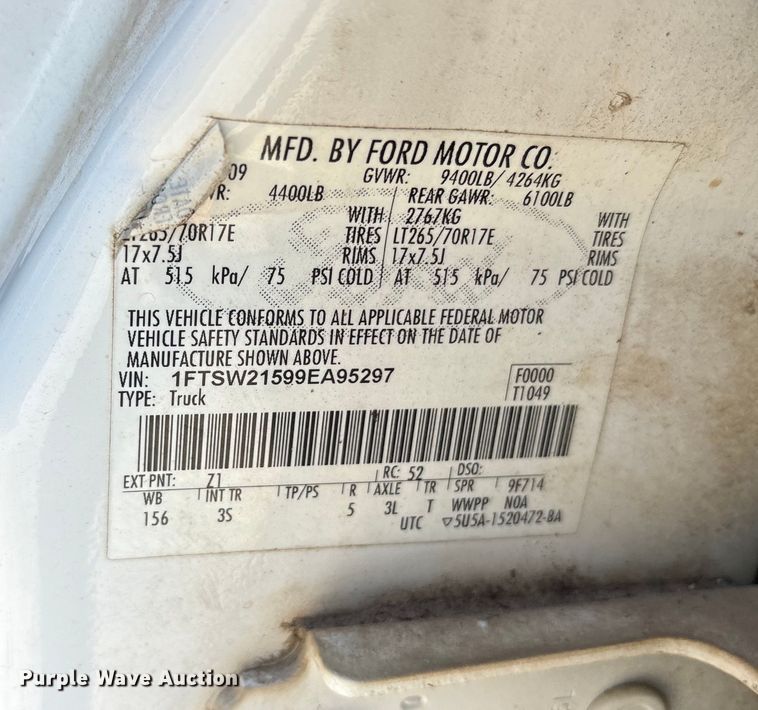 MFD. BY FORD MOTOR CO.
09 GVWR: 9400LB/ 4264KG
R: 4400LB REAR GAWR: 6100LB
WITH 2767KG WITH
LT265/70R17E TIRES LT265/70R17E TIRES
17x7.5J RIMS 17x7.5J RIMS
AT 515 kPa/ 75 PSI COLD AT 515 kPa/ 75 PSI COLD
THIS VEHICLE CONFORMS TO ALL APPLICABLE FEDERAL MOTOR
VEHICLE SAFETY STANDARDS IN EFFECT ON THE DATE OF
MANUFACTURE SHOWN ABOVE.
VIN: 1FTSW21599EA95297 F0000
TYPE: Truck T1049
EXT PNT: Z1 RC: 52 DSO:
WB INT TR TP/PS R AXLE TR SPR 9F714
156 3S 5 3L T WWPP NOA
UTC ▽5U5A-1520472-BA
Purple Wave Auction